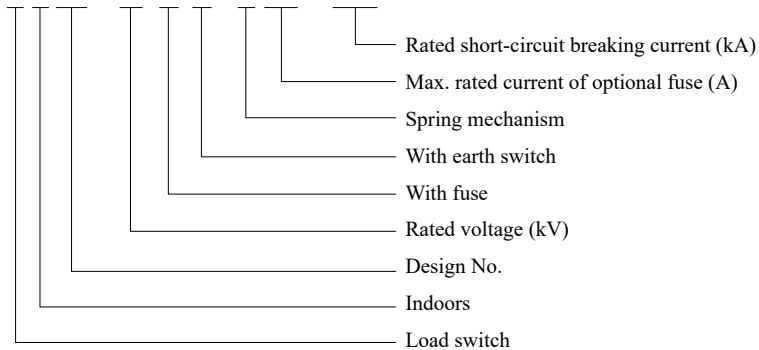 Rated short-circuit breaking current (kA)
Max. rated current of optional fuse (A)
Spring mechanism
With earth switch
With fuse
Rated voltage (kV)
Design No.
Indoors
Load switch